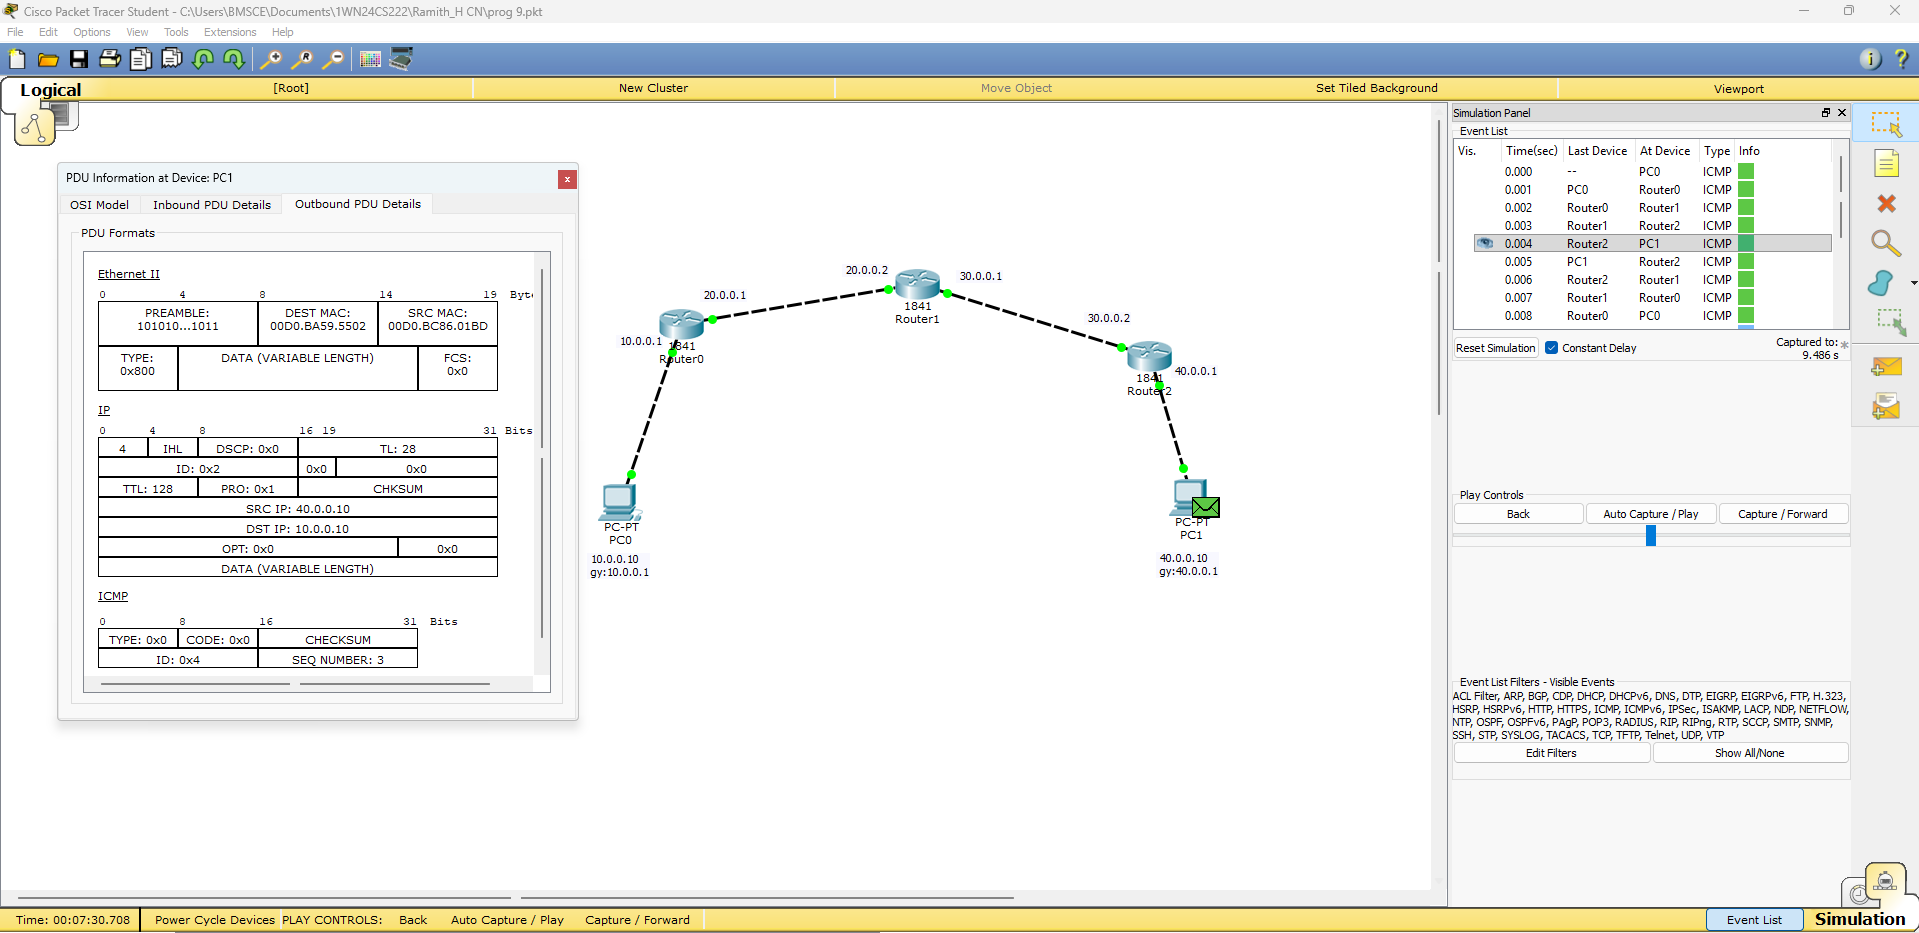 Cisco Packet Tracer Student - C:\Users\BMSCE\Documents\1WN24CS222\Ramith_H CN\prog 9.pkt
File Edit Options View Tools Extensions Help
Logical [Root] New Cluster Move Object Set Tiled Background Viewport
PDU Information at Device: PC1
OSI Model Inbound PDU Details Outbound PDU Details
PDU Formats
Ethernet II
0 4 8 14 19 Byt
PREAMBLE: 101010...1011
DEST MAC: 00D0.BA59.5502
SRC MAC: 00D0.BC86.01BD
TYPE: 0x800
DATA (VARIABLE LENGTH)
FCS: 0x0
IP
0 4 8 16 19 31 Bits
4 IHL DSCP: 0x0 TL: 28
ID: 0x2 0x0 0x0
TTL: 128 PRO: 0x1 CHKSUM
SRC IP: 40.0.0.10
DST IP: 10.0.0.10
OPT: 0x0 0x0
DATA (VARIABLE LENGTH)
ICMP
0 8 16 31 Bits
TYPE: 0x0 CODE: 0x0 CHECKSUM
ID: 0x4 SEQ NUMBER: 3
20.0.0.2
30.0.0.1
1841
Router1
20.0.0.1
10.0.0.1
1841
Router0
30.0.0.2
40.0.0.1
1841
Router2
PC-PT
PC0
10.0.0.10
gy:10.0.0.1
PC-PT
PC1
40.0.0.10
gy:40.0.0.1
Simulation Panel
Event List
Vis. Time(sec) Last Device At Device Type Info
0.000 -- PC0 ICMP
0.001 PC0 Router0 ICMP
0.002 Router0 Router1 ICMP
0.003 Router1 Router2 ICMP
0.004 Router2 PC1 ICMP
0.005 PC1 Router2 ICMP
0.006 Router2 Router1 ICMP
0.007 Router1 Router0 ICMP
0.008 Router0 PC0 ICMP
Reset Simulation Constant Delay Captured to: *
9.486 s
Play Controls
Back Auto Capture / Play Capture / Forward
Event List Filters - Visible Events
ACL Filter, ARP, BGP, CDP, DHCP, DHCPv6, DNS, DTP, EIGRP, EIGRPv6, FTP, H.323,
HSRP, HSRPv6, HTTP, HTTPS, ICMP, ICMPv6, IPSec, ISAKMP, LACP, NDP, NETFLOW,
NTP, OSPF, OSPFv6, PAgP, POP3, RADIUS, RIP, RIPng, RTP, SCCP, SMTP, SNMP,
SSH, STP, SYSLOG, TACACS, TCP, TFTP, Telnet, UDP, VTP
Edit Filters Show All/None
Time: 00:07:30.708 Power Cycle Devices PLAY CONTROLS: Back Auto Capture / Play Capture / Forward Event List Simulation